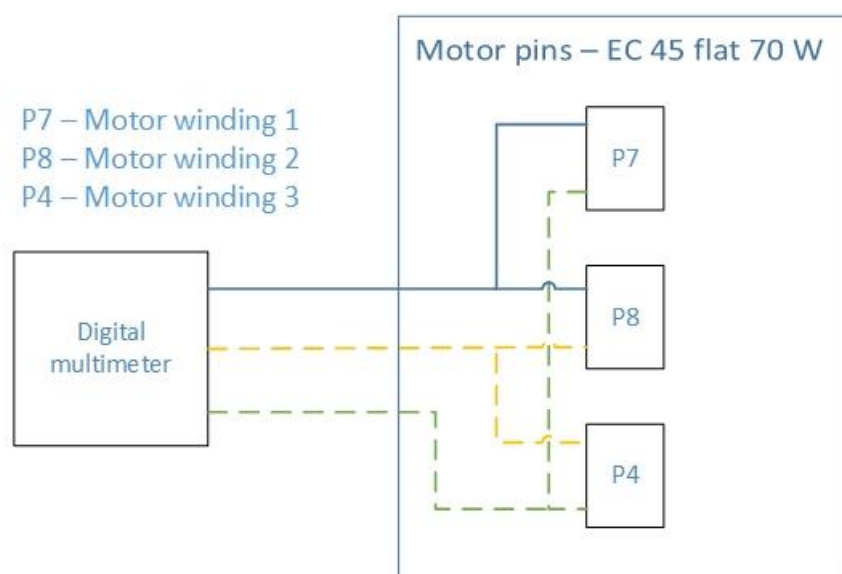 Motor pins – EC 45 flat 70 W
P7 – Motor winding 1
P8 – Motor winding 2
P4 – Motor winding 3
P7
Digital
multimeter
P8
P4